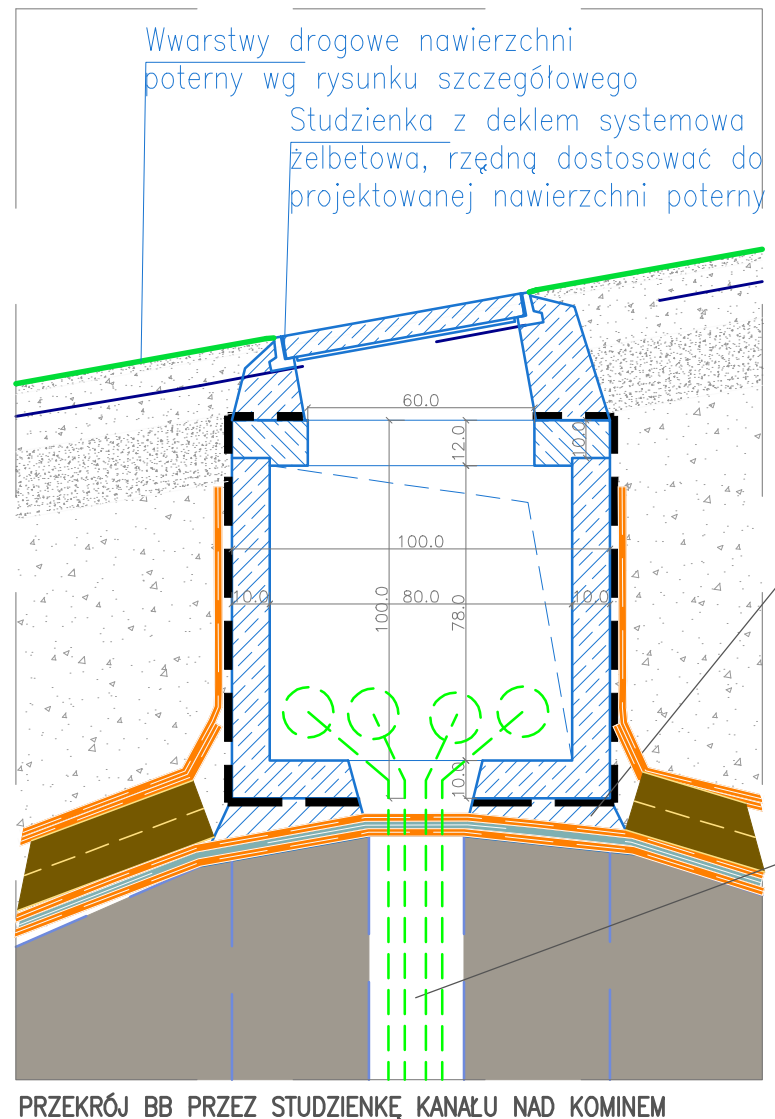 Wwarstwy drogowe nawierzchni
poterny wg rysunku szczegółowego
Studzienka z deklem systemowa
żelbetowa, rzędną dostosować do
projektowanej nawierzchni poterny
60.0
12.0
10.0
100.0
10.0
100.0
80.0
78.0
10.0
10.0
PRZEKRÓJ BB PRZEZ STUDZIENKĘ KANAŁU NAD KOMINEM